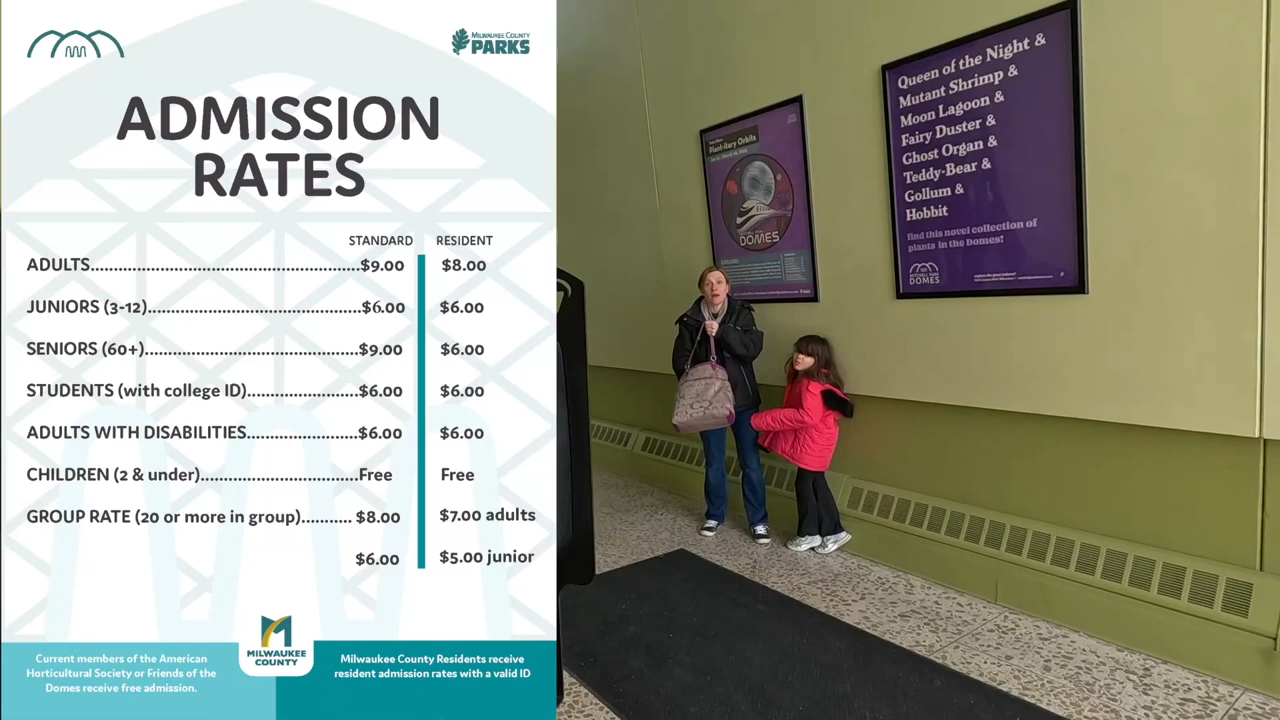 MILWAUKEE COUNTY
PARKS
ADMISSION
RATES
STANDARD RESIDENT
ADULTS....................................................................$9.00 $8.00
JUNIORS (3-12).....................................................$6.00 $6.00
SENIORS (60+).....................................................$9.00 $6.00
STUDENTS (with college ID)...........................$6.00 $6.00
ADULTS WITH DISABILITIES...........................$6.00 $6.00
CHILDREN (2 & under).....................................Free Free
GROUP RATE (20 or more in group)............ $8.00 $7.00 adults
$6.00 $5.00 junior
MILWAUKEE
COUNTY
Current members of the American
Horticultural Society or Friends of the
Domes receive free admission.
Milwaukee County Residents receive
resident admission rates with a valid ID
Plant-itary Orbits
DOMES
Queen of the Night &
Mutant Shrimp &
Moon Lagoon &
Fairy Duster &
Ghost Organ &
Teddy-Bear &
Gollum &
Hobbit
find this novel collection of
plants in the Domes!
MITCHELL PARK
DOMES